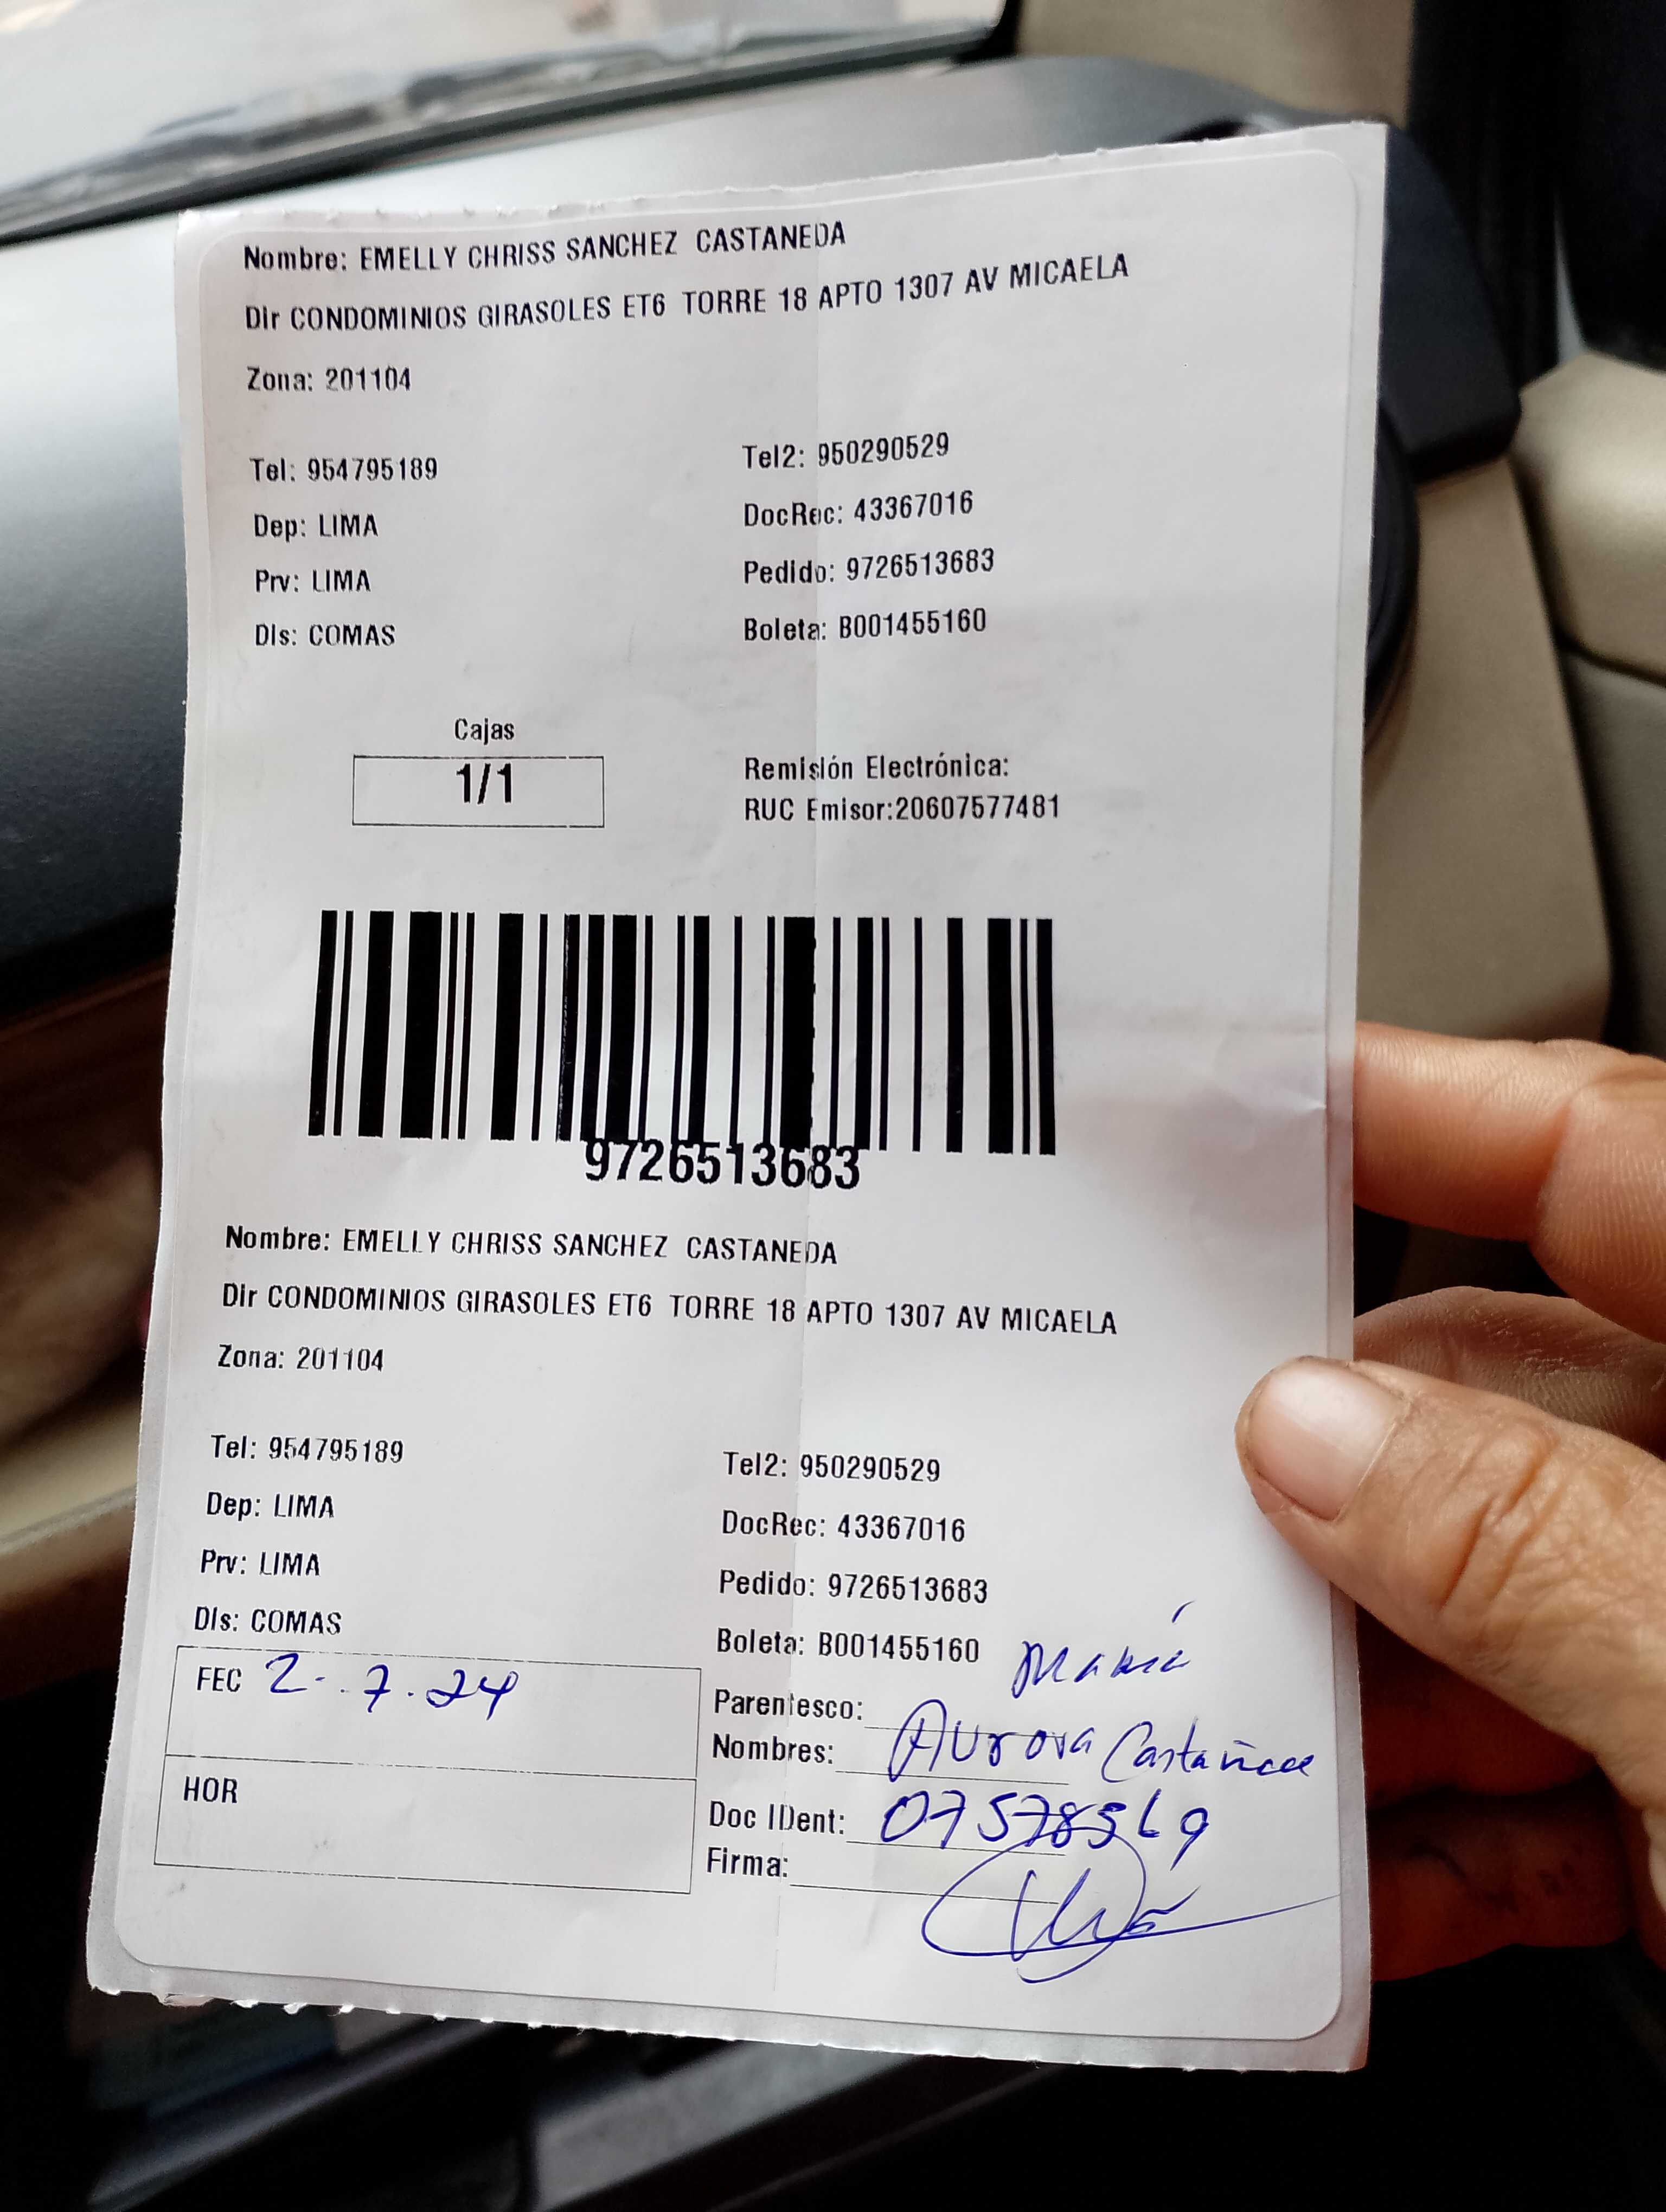 Nombre: EMELLY CHRISS SANCHEZ CASTANEDA
Dir CONDOMINIOS GIRASOLES ET6 TORRE 18 APTO 1307 AV MICAELA
Zona: 201104
Tel: 954795189 Tel2: 950290529
Dep: LIMA DocRec: 43367016
Prv: LIMA Pedido: 9726513683
Dis: COMAS Boleta: B001455160
Cajas
1/1
Remisión Electrónica:
RUC Emisor:20607577481
9726513683
Nombre: EMELLY CHRISS SANCHEZ CASTANEDA
Dir CONDOMINIOS GIRASOLES ET6 TORRE 18 APTO 1307 AV MICAELA
Zona: 201104
Tel: 954795189 Tel2: 950290529
Dep: LIMA DocRec: 43367016
Prv: LIMA Pedido: 9726513683
Dis: COMAS Boleta: B001455160
FEC 2-.7.24
HOR
Parentesco: Mamá
Nombres: Aurora Castañeda
Doc IDent:
Firma: